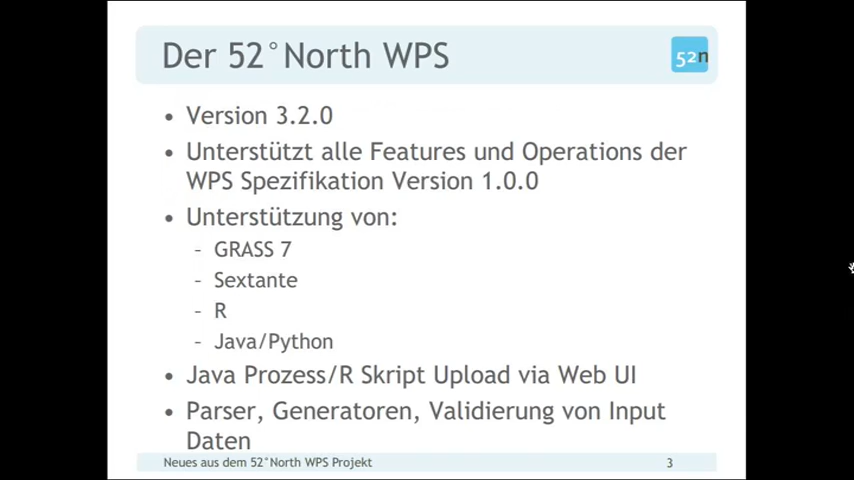 Der 52°North WPS
52n
• Version 3.2.0
• Unterstützt alle Features und Operations der
WPS Spezifikation Version 1.0.0
• Unterstützung von:
– GRASS 7
– Sextante
– R
– Java/Python
• Java Prozess/R Skript Upload via Web UI
• Parser, Generatoren, Validierung von Input
Daten
Neues aus dem 52°North WPS Projekt 3